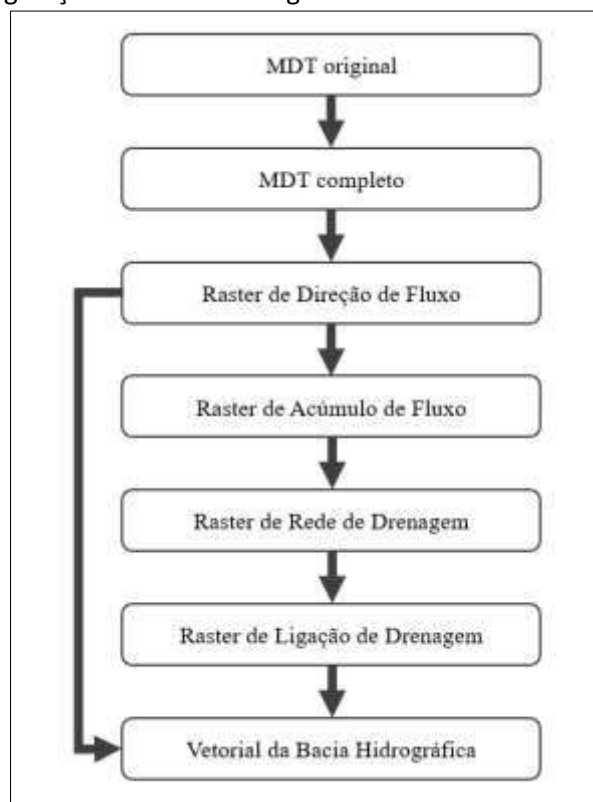 MDT original
MDT completo
Raster de Direção de Fluxo
Raster de Acúmulo de Fluxo
Raster de Rede de Drenagem
Raster de Ligação de Drenagem
Vetorial da Bacia Hidrográfica